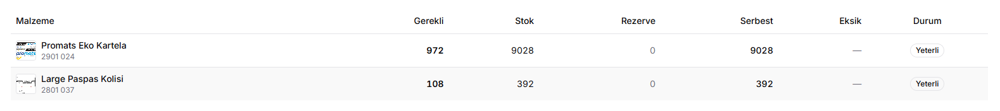 Malzeme Gerekli Stok Rezerve Serbest Eksik Durum
Promats Eko Kartela
2901 024
972 9028 0 9028 — Yeterli
promats
Large Paspas Kolisi
2801 037
108 392 0 392 — Yeterli